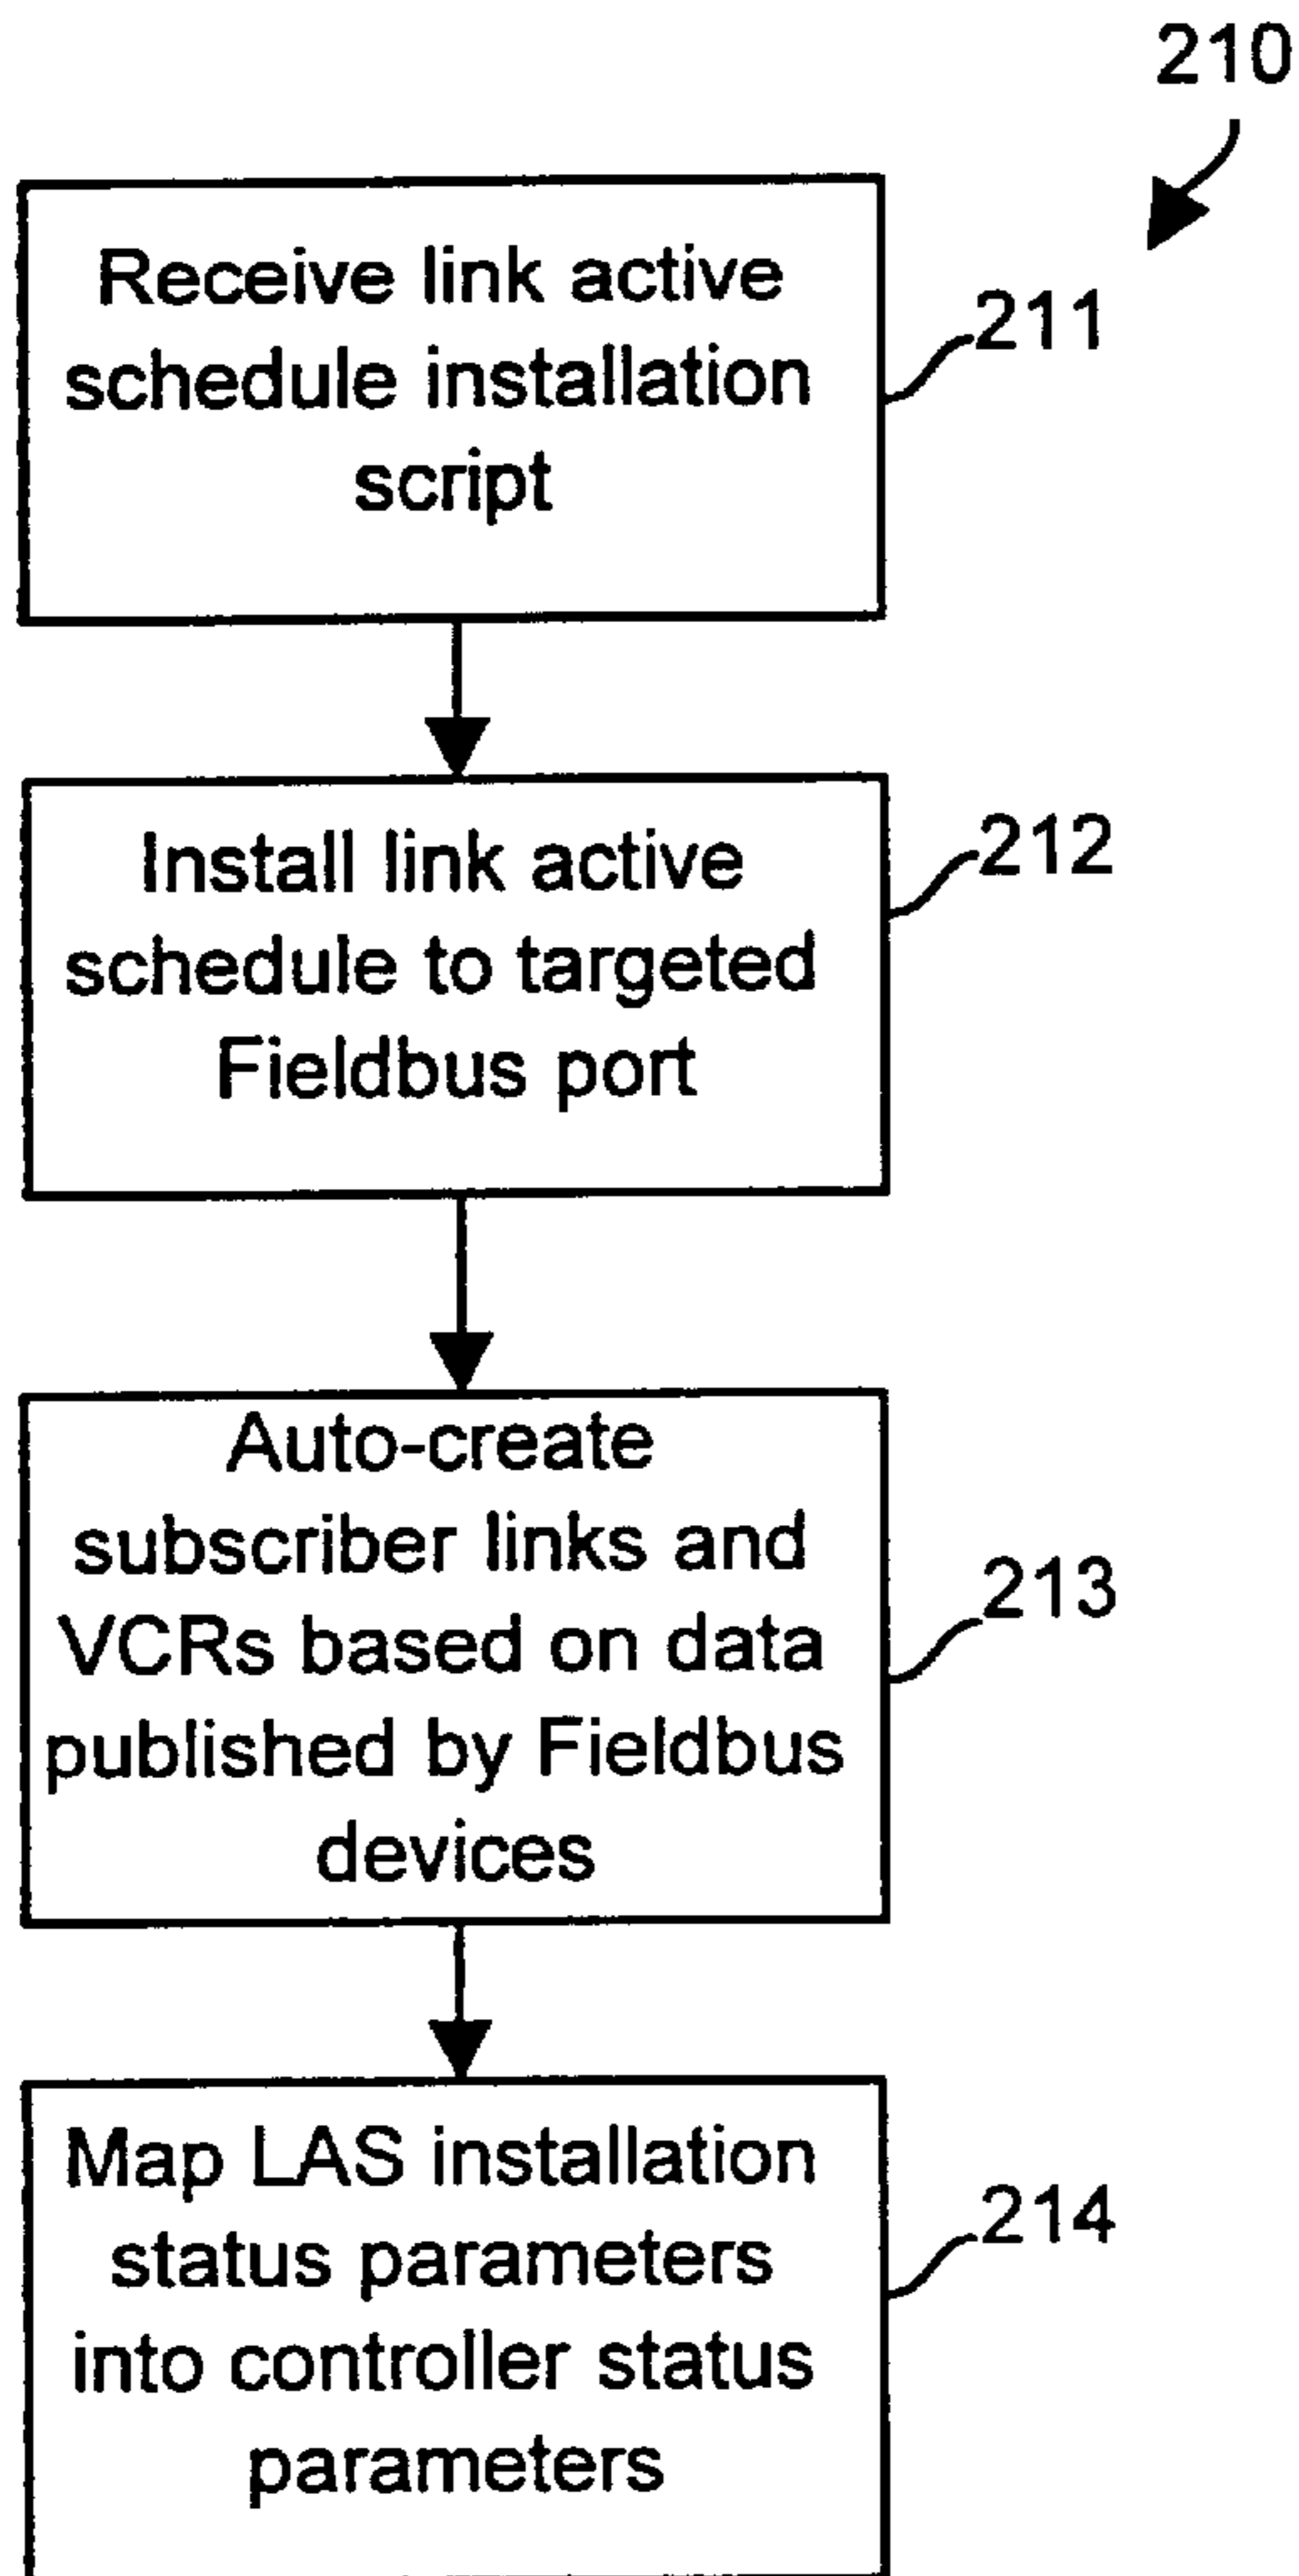 210
Receive link active
schedule installation
script
211
Install link active
schedule to targeted
Fieldbus port
212
Auto-create
subscriber links and
VCRs based on data
published by Fieldbus
devices
213
Map LAS installation
status parameters
into controller status
parameters
214